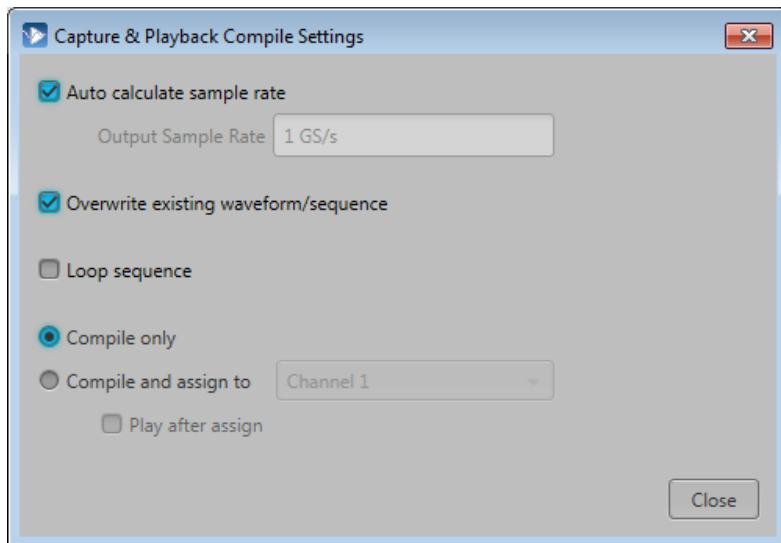 Capture & Playback Compile Settings
Auto calculate sample rate
Output Sample Rate 1 GS/s
Overwrite existing waveform/sequence
Loop sequence
Compile only
Compile and assign to Channel 1
Play after assign
Close